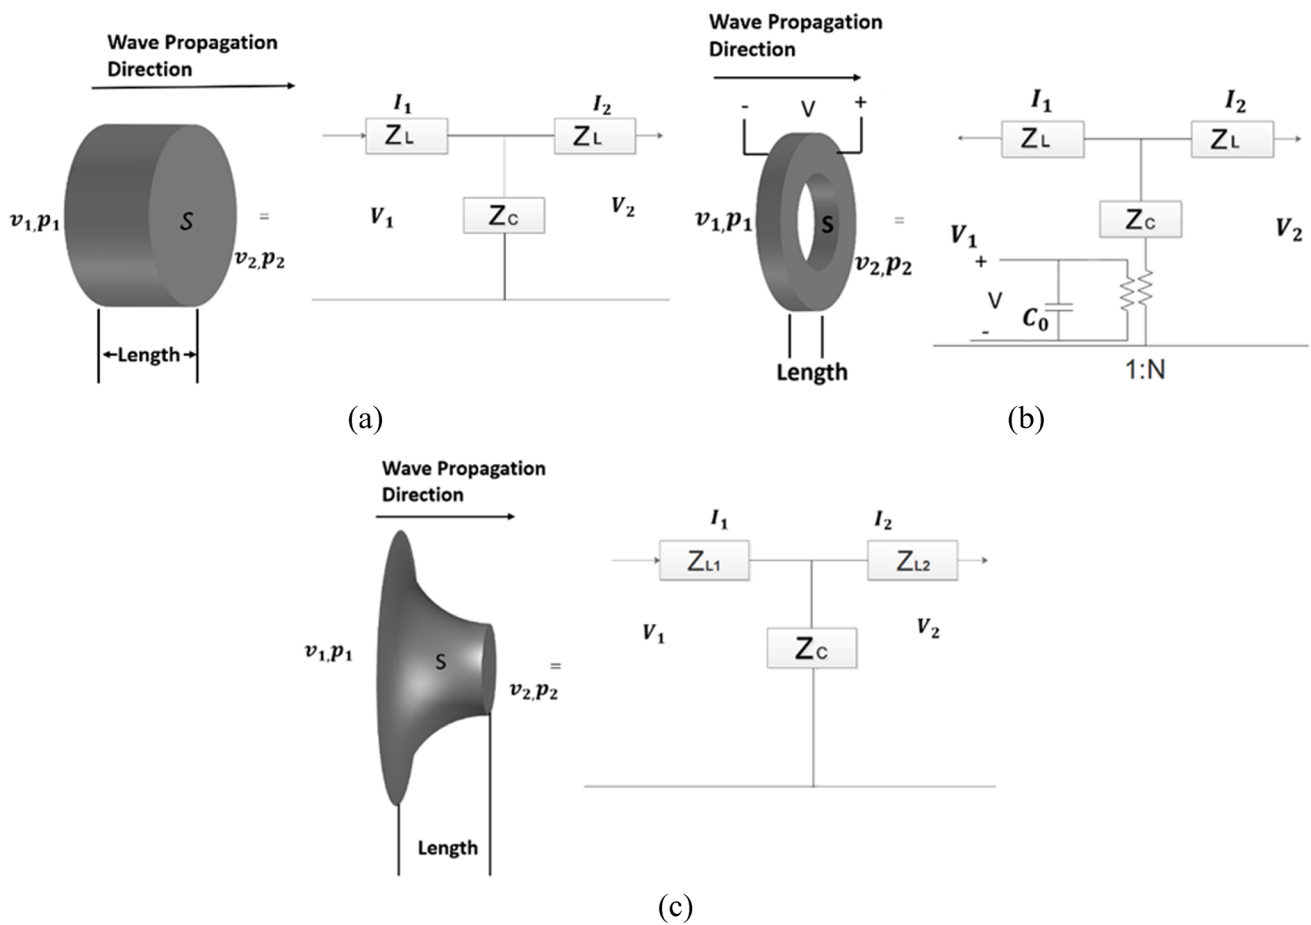 Wave Propagation
Direction
v₁,p₁
S
v₂,p₂
Length
=
I₁
I₂
ZL
ZL
V₁
ZC
V₂
(a)
Wave Propagation
Direction
- V +
v₁,p₁
S
v₂,p₂
Length
=
I₁
I₂
ZL
ZL
ZC
V₁
V₂
+
V
C₀
-
1:N
(b)
Wave Propagation
Direction
v₁,p₁
S
v₂,p₂
Length
=
I₁
I₂
ZL1
ZL2
V₁
V₂
ZC
(c)